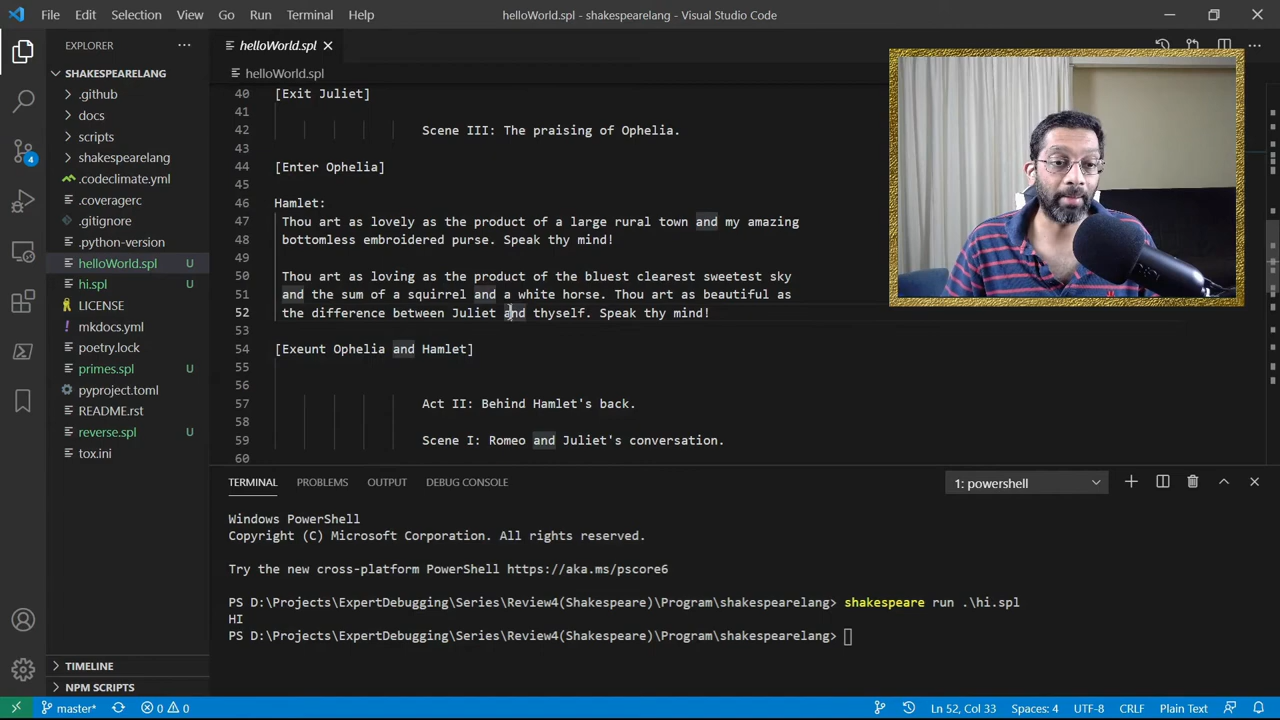 File Edit Selection View Go Run Terminal Help
helloWorld.spl - shakespearelang - Visual Studio Code
EXPLORER
helloWorld.spl
SHAKESPEARELANG
.github
docs
scripts
shakespearelang
.codeclimate.yml
.coveragerc
.gitignore
.python-version
helloWorld.spl U
hi.spl U
LICENSE
mkdocs.yml
poetry.lock
primes.spl U
pyproject.toml
README.rst
reverse.spl U
tox.ini
TIMELINE
NPM SCRIPTS
4
helloWorld.spl
40 [Exit Juliet]
41
42 Scene III: The praising of Ophelia.
43
44 [Enter Ophelia]
45
46 Hamlet:
47 Thou art as lovely as the product of a large rural town and my amazing
48 bottomless embroidered purse. Speak thy mind!
49
50 Thou art as loving as the product of the bluest clearest sweetest sky
51 and the sum of a squirrel and a white horse. Thou art as beautiful as
52 the difference between Juliet and thyself. Speak thy mind!
53
54 [Exeunt Ophelia and Hamlet]
55
56
57 Act II: Behind Hamlet's back.
58
59 Scene I: Romeo and Juliet's conversation.
60
TERMINAL PROBLEMS OUTPUT DEBUG CONSOLE
1: powershell
Windows PowerShell
Copyright (C) Microsoft Corporation. All rights reserved.
Try the new cross-platform PowerShell https://aka.ms/pscore6
PS D:\Projects\ExpertDebugging\Series\Review4(Shakespeare)\Program\shakespearelang> shakespeare run .\hi.spl
HI
PS D:\Projects\ExpertDebugging\Series\Review4(Shakespeare)\Program\shakespearelang>
master* 0 0
Ln 52, Col 33 Spaces: 4 UTF-8 CRLF Plain Text